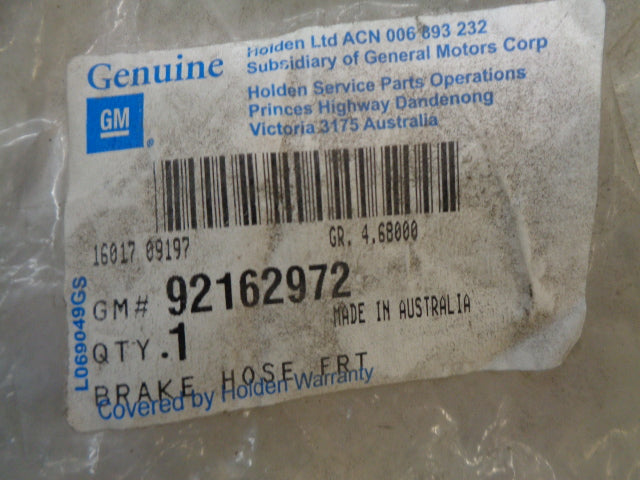 Genuine
GM
®
Holden Ltd ACN 006 893 232
Subsidiary of General Motors Corp
Holden Service Parts Operations
Princes Highway Dandenong
Victoria 3175 Australia
16017 09197
GR. 4.68000
GM# 92162972
MADE IN AUSTRALIA
QTY. 1
BRAKE HOSE FRT
Covered by Holden Warranty
L069049GS